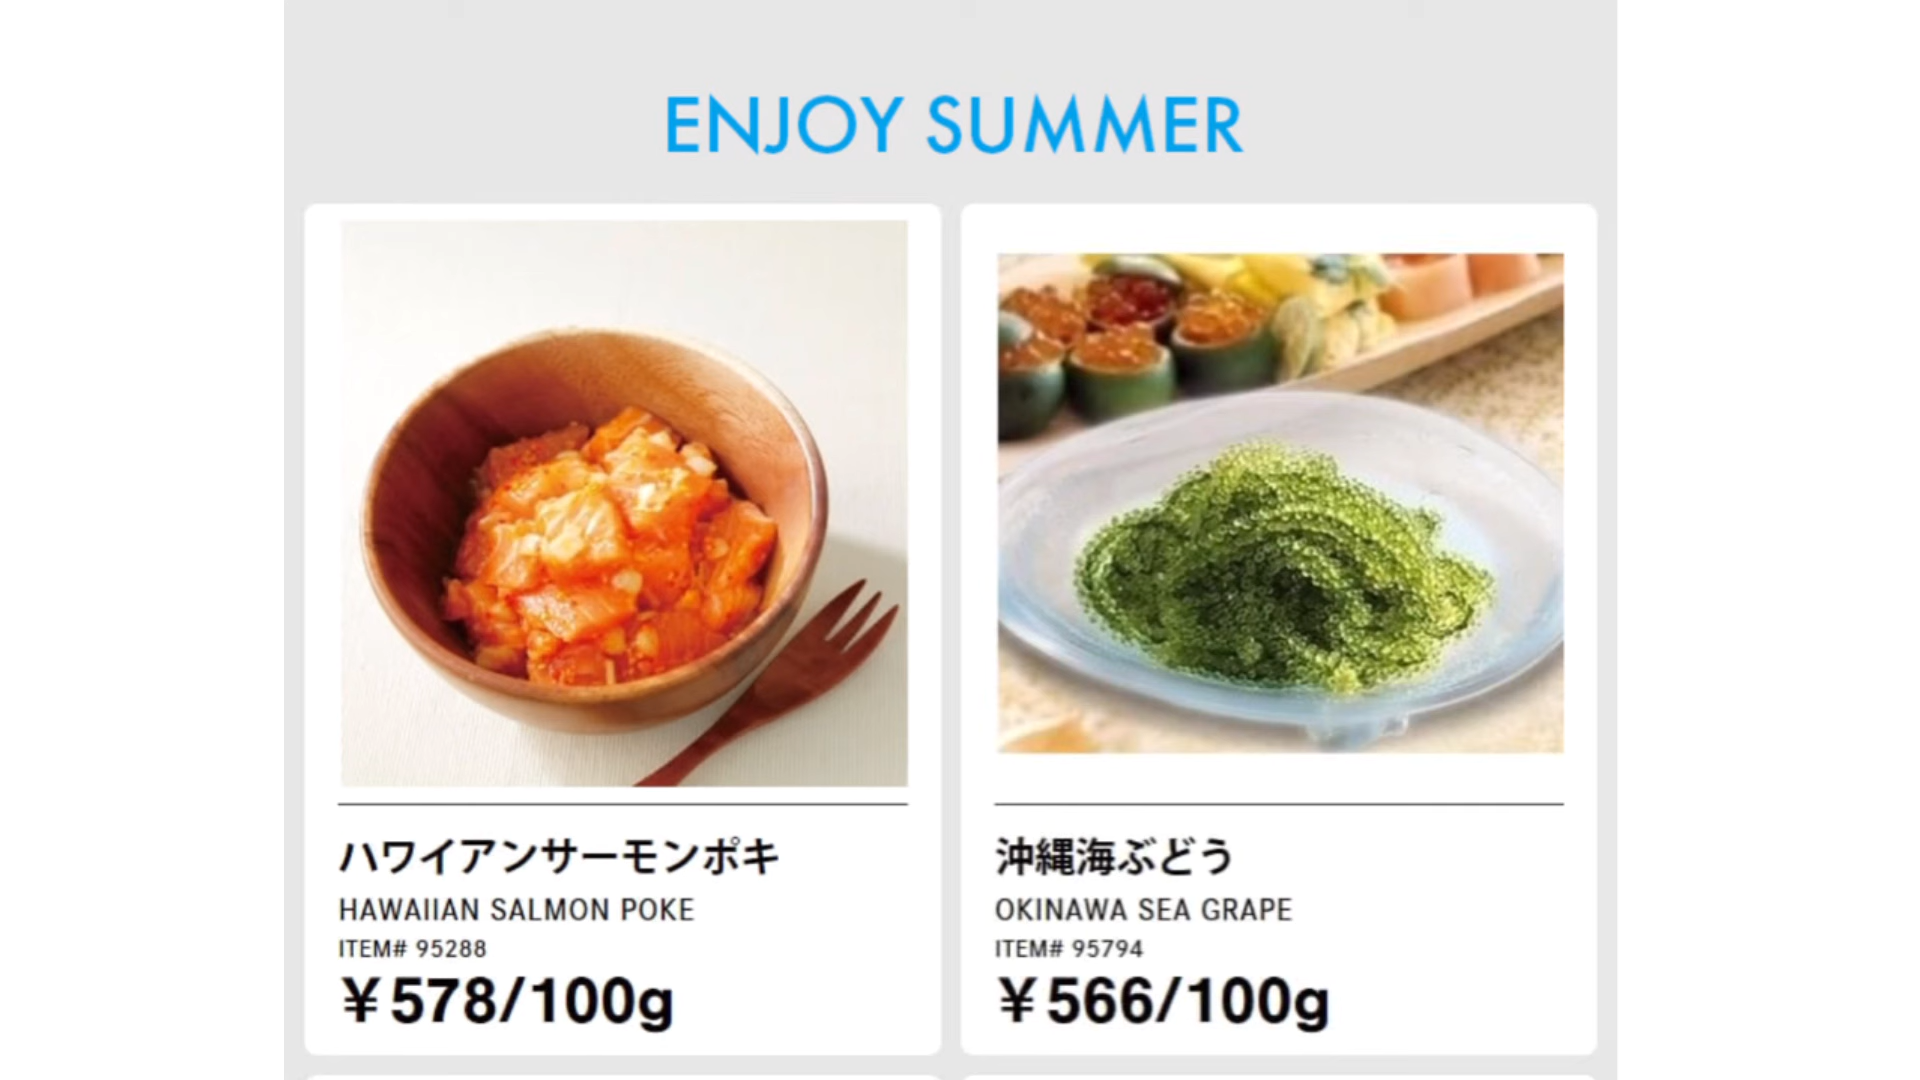 ENJOY SUMMER
ハワイアンサーモンポキ
HAWAIIAN SALMON POKE
ITEM# 95288
¥578/100g
沖縄海ぶどう
OKINAWA SEA GRAPE
ITEM# 95794
¥566/100g